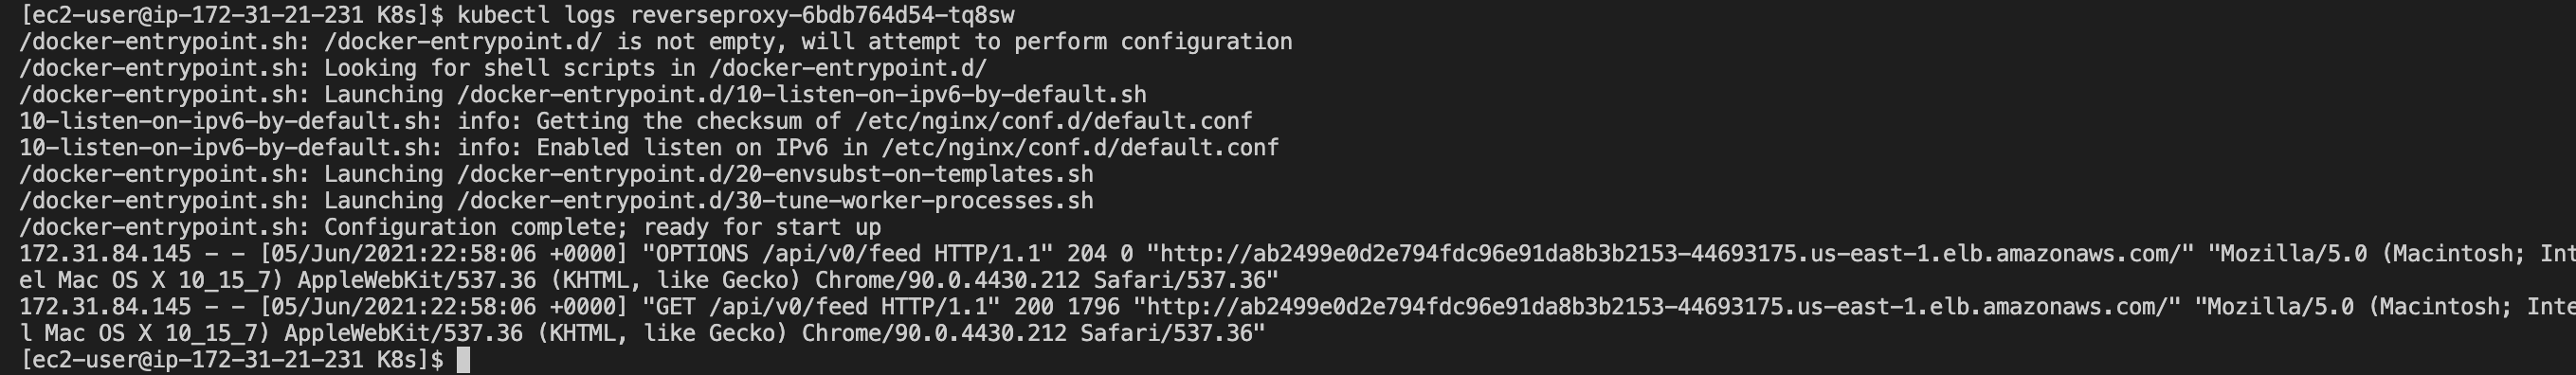 [ec2-user@ip-172-31-21-231 K8s]$ kubectl logs reverseproxy-6bdb764d54-tq8sw
/docker-entrypoint.sh: /docker-entrypoint.d/ is not empty, will attempt to perform configuration
/docker-entrypoint.sh: Looking for shell scripts in /docker-entrypoint.d/
/docker-entrypoint.sh: Launching /docker-entrypoint.d/10-listen-on-ipv6-by-default.sh
10-listen-on-ipv6-by-default.sh: info: Getting the checksum of /etc/nginx/conf.d/default.conf
10-listen-on-ipv6-by-default.sh: info: Enabled listen on IPv6 in /etc/nginx/conf.d/default.conf
/docker-entrypoint.sh: Launching /docker-entrypoint.d/20-envsubst-on-templates.sh
/docker-entrypoint.sh: Launching /docker-entrypoint.d/30-tune-worker-processes.sh
/docker-entrypoint.sh: Configuration complete; ready for start up
172.31.84.145 - - [05/Jun/2021:22:58:06 +0000] "OPTIONS /api/v0/feed HTTP/1.1" 204 0 "http://ab2499e0d2e794fdc96e91da8b3b2153-44693175.us-east-1.elb.amazonaws.com/" "Mozilla/5.0 (Macintosh; Int
el Mac OS X 10_15_7) AppleWebKit/537.36 (KHTML, like Gecko) Chrome/90.0.4430.212 Safari/537.36"
172.31.84.145 - - [05/Jun/2021:22:58:06 +0000] "GET /api/v0/feed HTTP/1.1" 200 1796 "http://ab2499e0d2e794fdc96e91da8b3b2153-44693175.us-east-1.elb.amazonaws.com/" "Mozilla/5.0 (Macintosh; Inte
l Mac OS X 10_15_7) AppleWebKit/537.36 (KHTML, like Gecko) Chrome/90.0.4430.212 Safari/537.36"
[ec2-user@ip-172-31-21-231 K8s]$